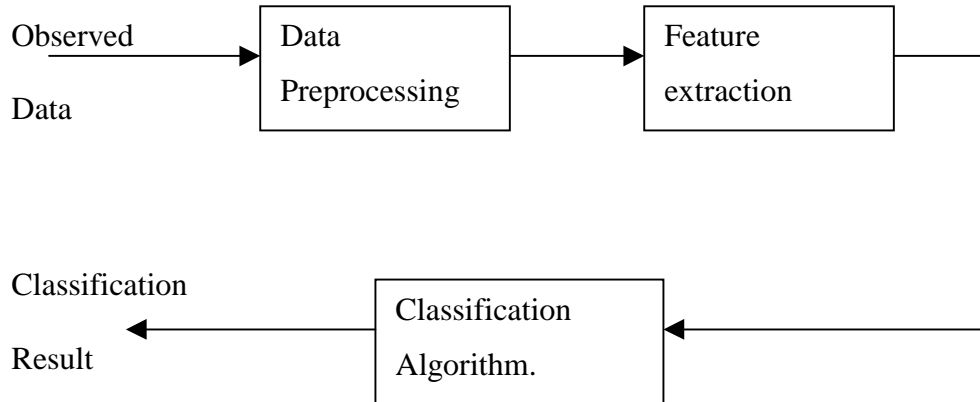 Observed
Data
Data
Preprocessing
Feature
extraction
Classification
Result
Classification
Algorithm.